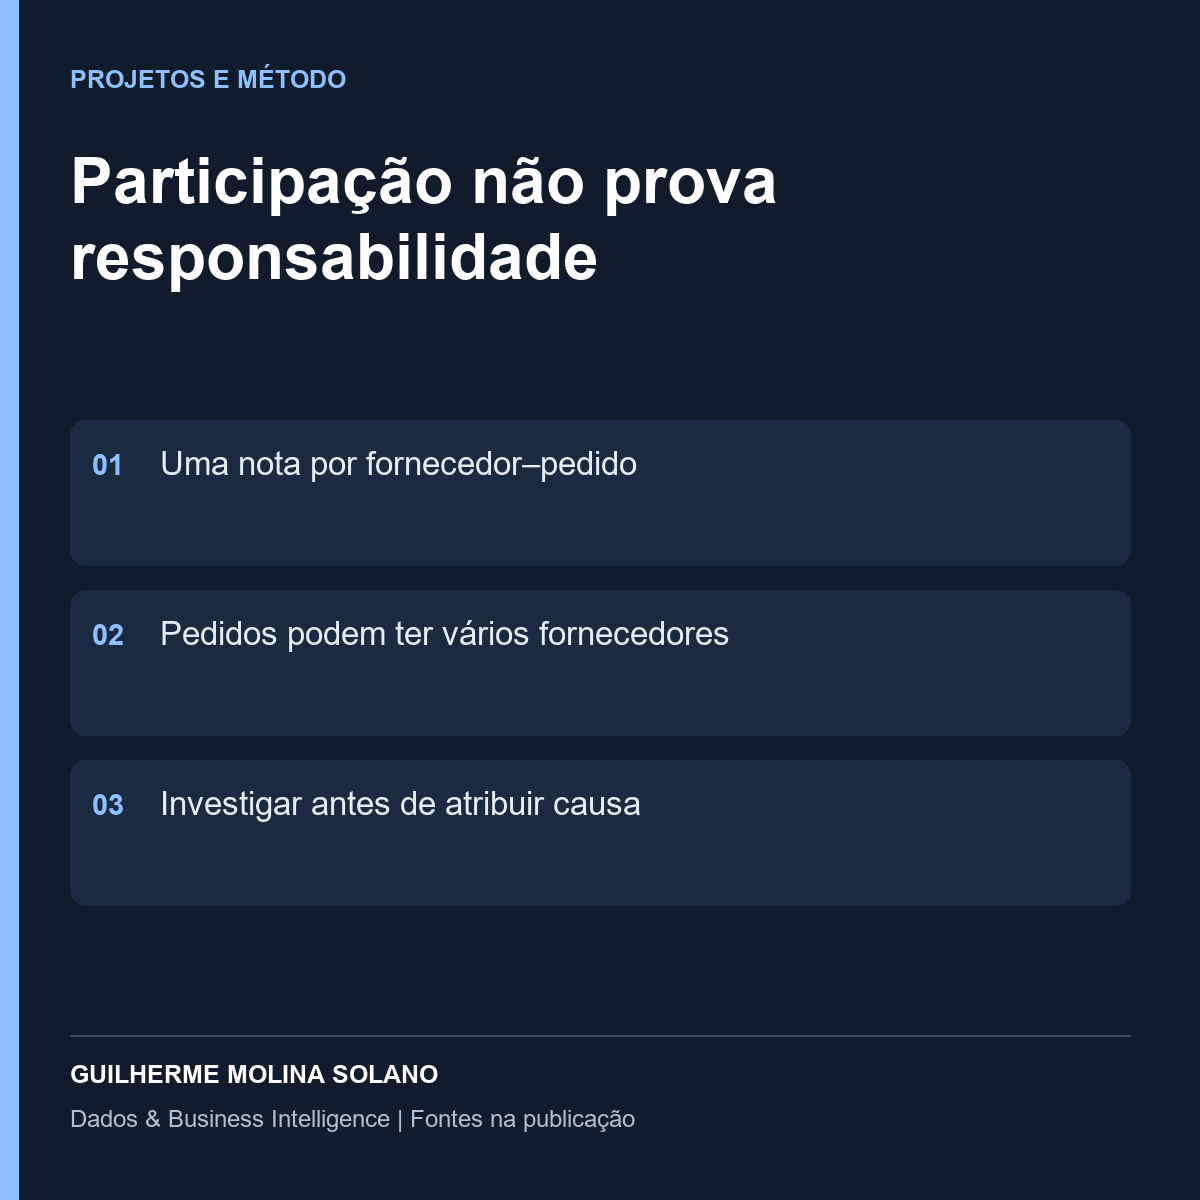 PROJETOS E MÉTODO
Participação não prova
responsabilidade
01 Uma nota por fornecedor–pedido
02 Pedidos podem ter vários fornecedores
03 Investigar antes de atribuir causa
GUILHERME MOLINA SOLANO
Dados & Business Intelligence | Fontes na publicação